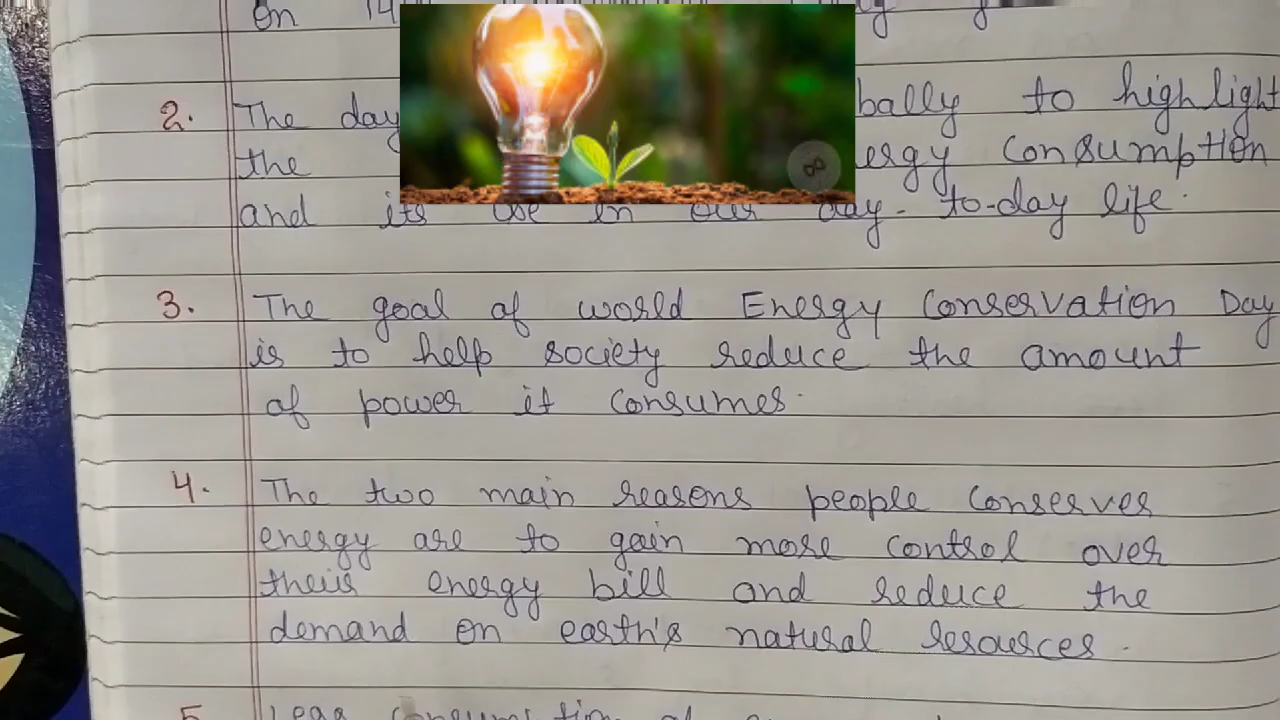 on 14
2. The day bally to highlight
the ergy consumption
and its use in our day-to-day life.
3. The goal of world Energy Conservation Day
is to help society reduce the amount
of power it consumes.
4. The two main reasons people conserves
energy are to gain more control over
their energy bill and reduce the
demand on earth's natural resources.
5.